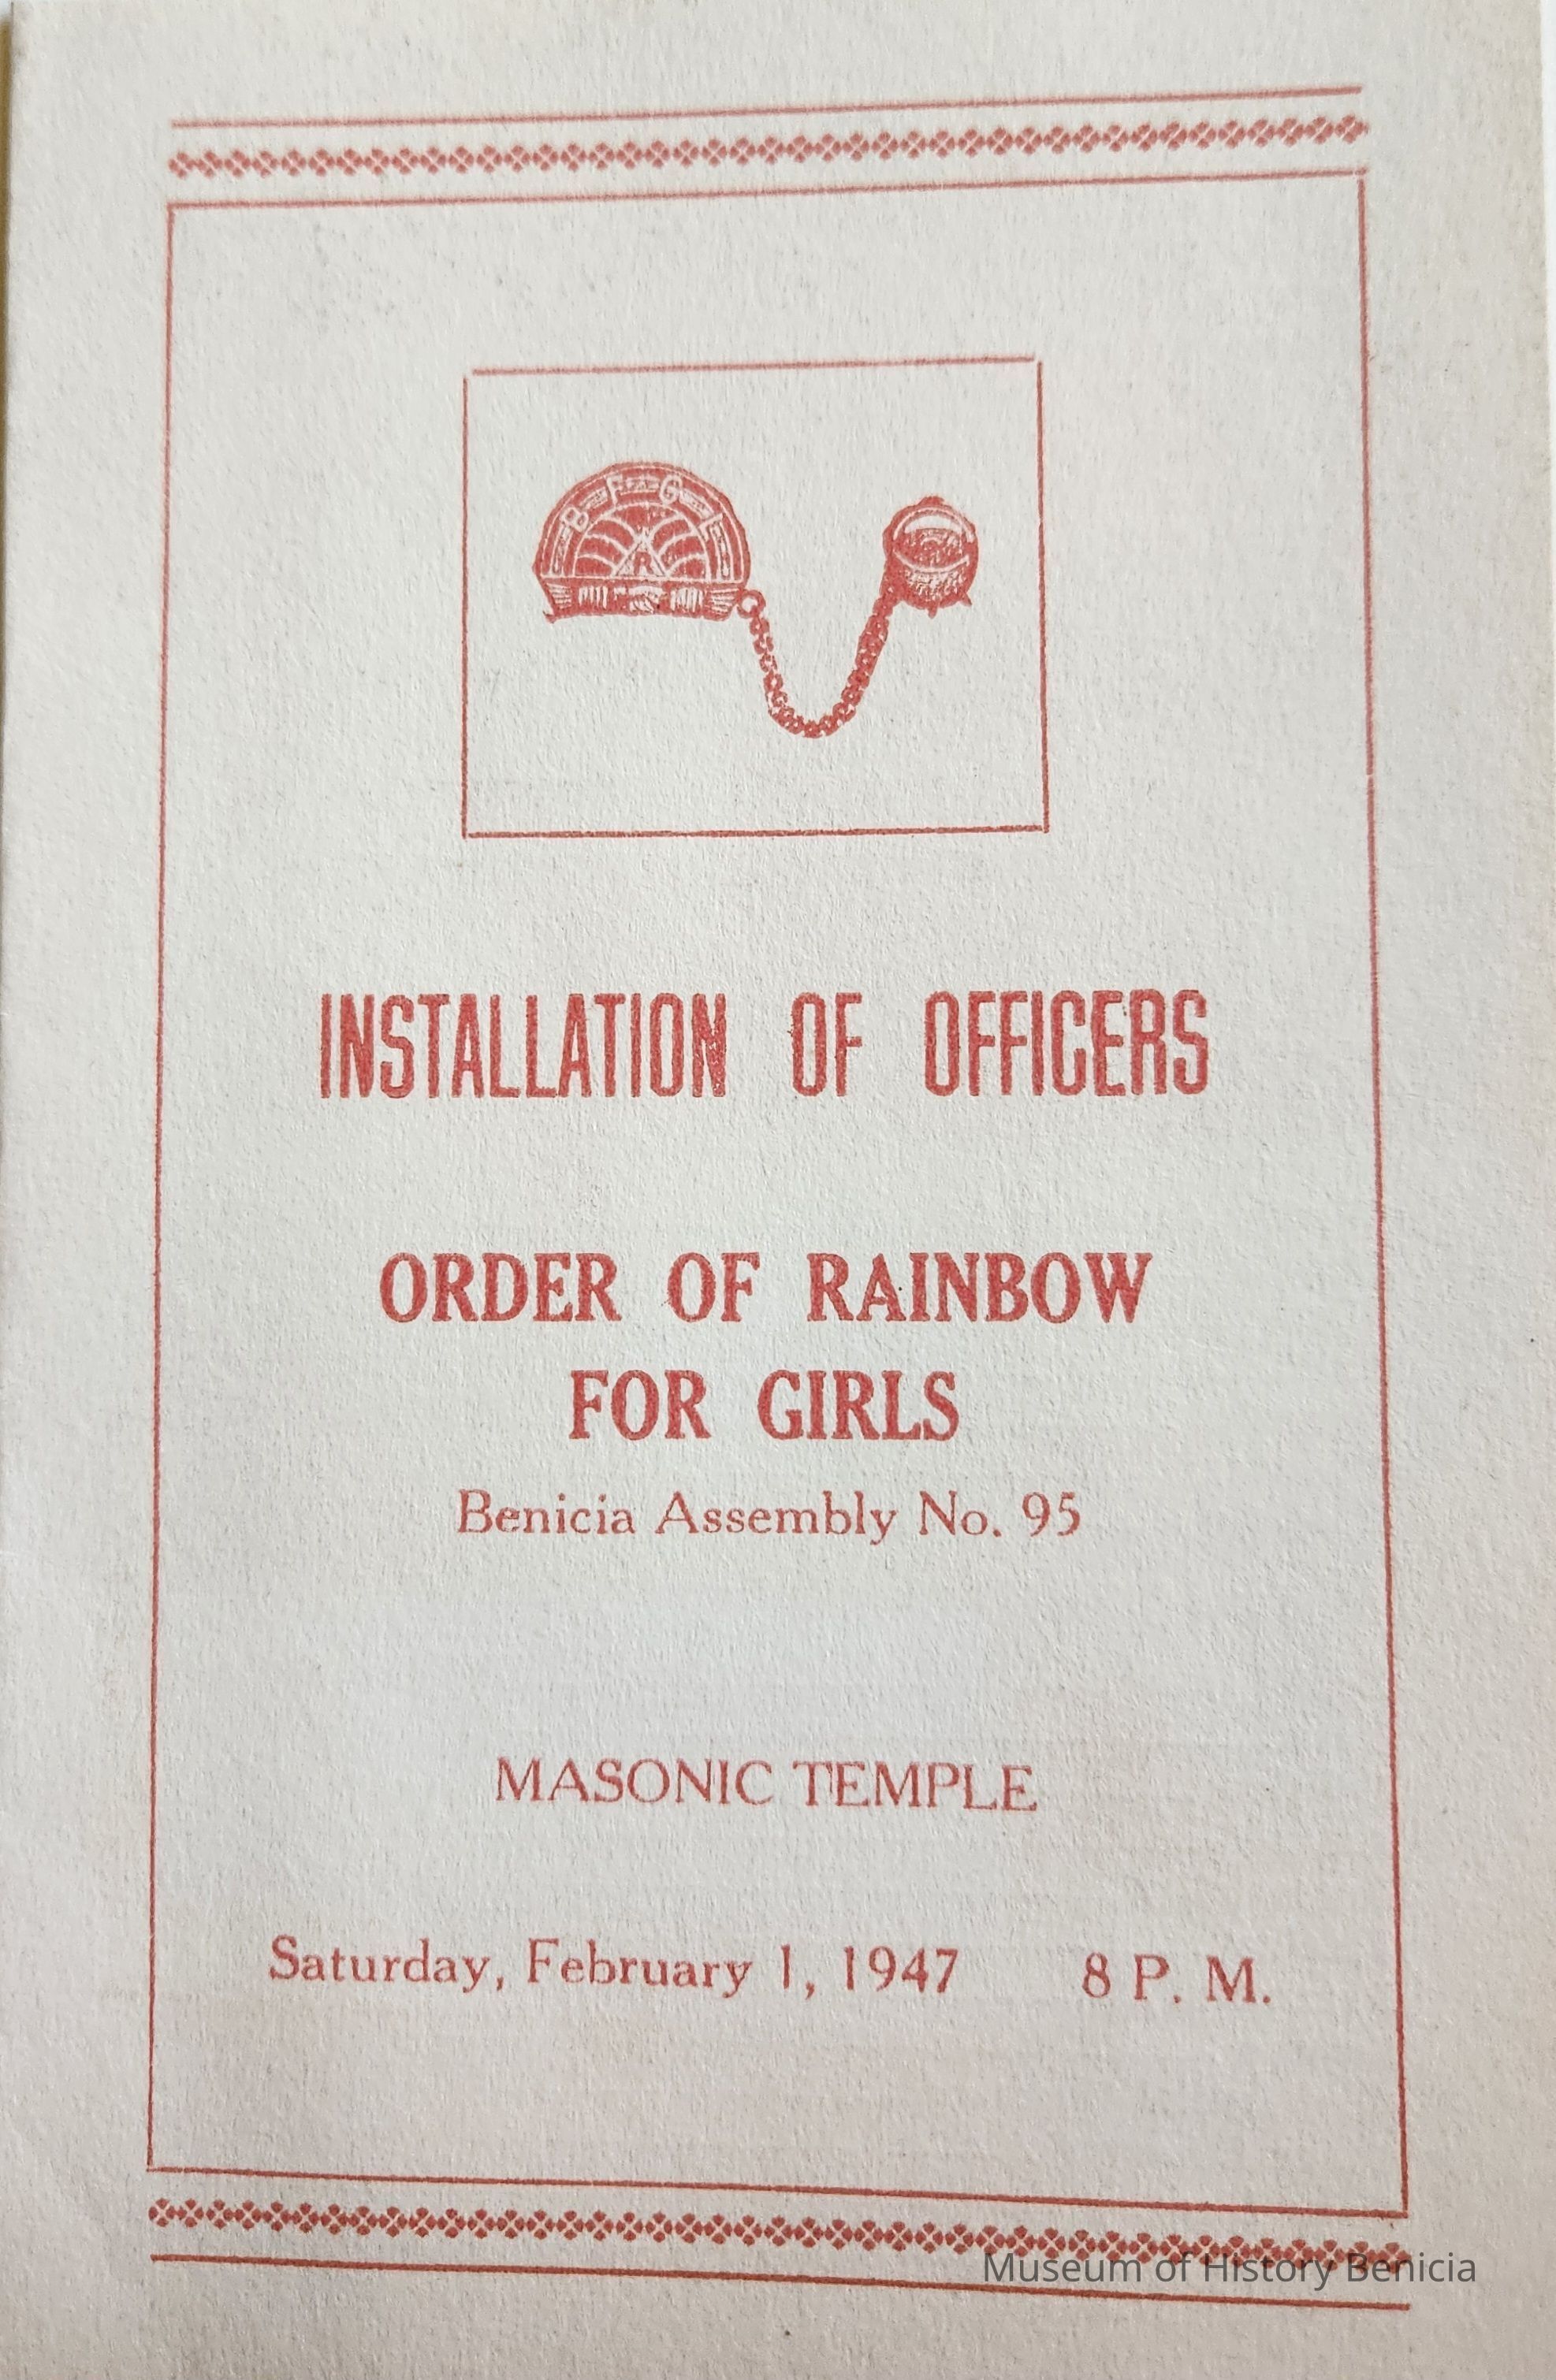 B F C L
R
INSTALLATION OF OFFICERS
ORDER OF RAINBOW
FOR GIRLS
Benicia Assembly No. 95
MASONIC TEMPLE
Saturday, February 1, 1947 8 P. M.
Museum of History Benicia